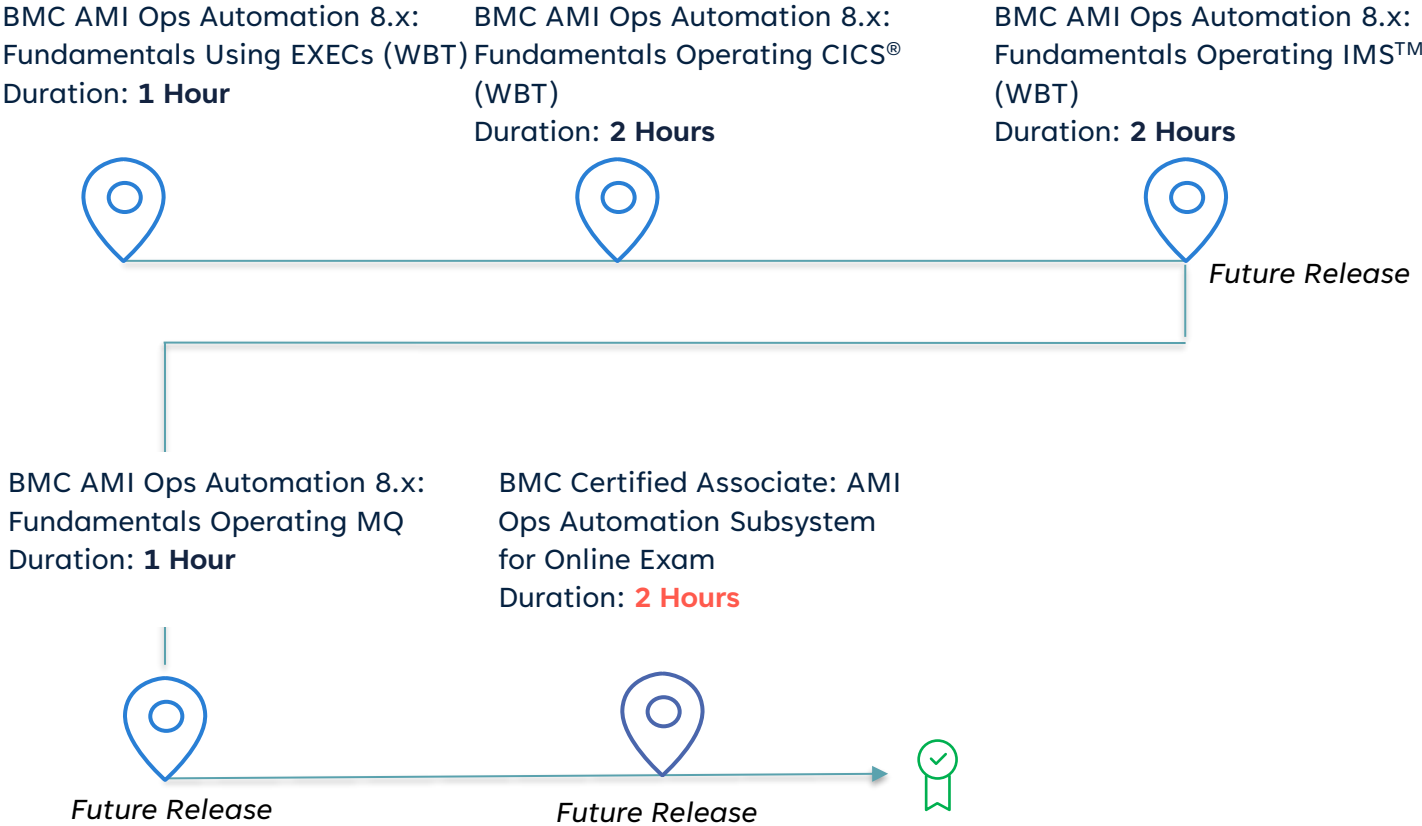 BMC AMI Ops Automation 8.x:
Fundamentals Using EXECs (WBT)
Duration: 1 Hour
BMC AMI Ops Automation 8.x:
Fundamentals Operating CICS®
(WBT)
Duration: 2 Hours
BMC AMI Ops Automation 8.x:
Fundamentals Operating IMS™
(WBT)
Duration: 2 Hours
Future Release
BMC AMI Ops Automation 8.x:
Fundamentals Operating MQ
Duration: 1 Hour
BMC Certified Associate: AMI
Ops Automation Subsystem
for Online Exam
Duration: 2 Hours
Future Release
Future Release